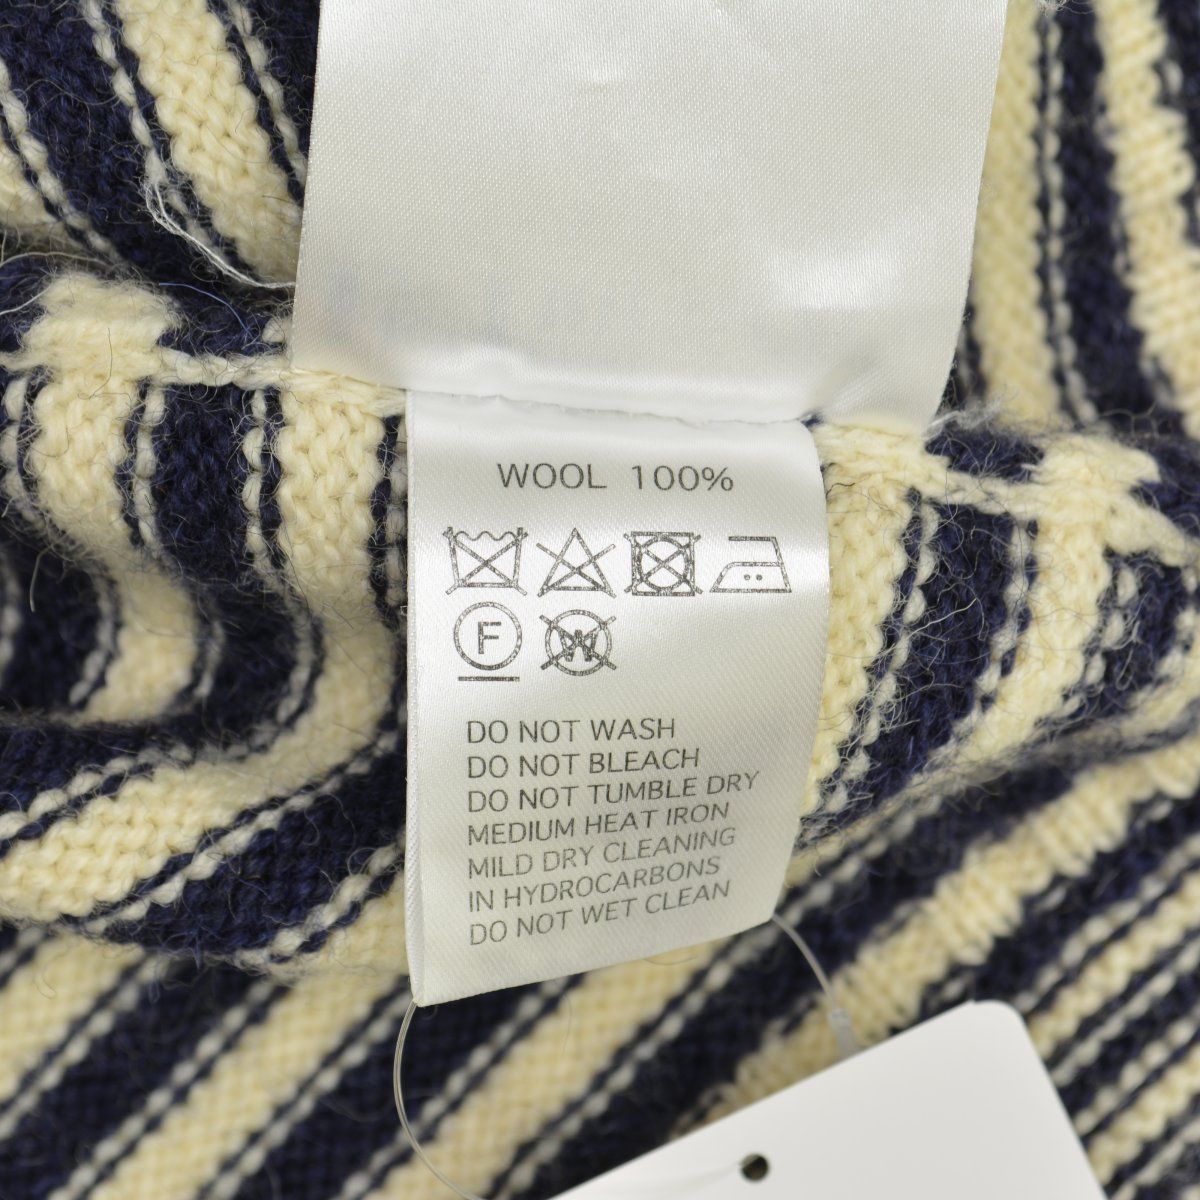 WOOL 100%
F W
DO NOT WASH
DO NOT BLEACH
DO NOT TUMBLE DRY
MEDIUM HEAT IRON
MILD DRY CLEANING
IN HYDROCARBONS
DO NOT WET CLEAN